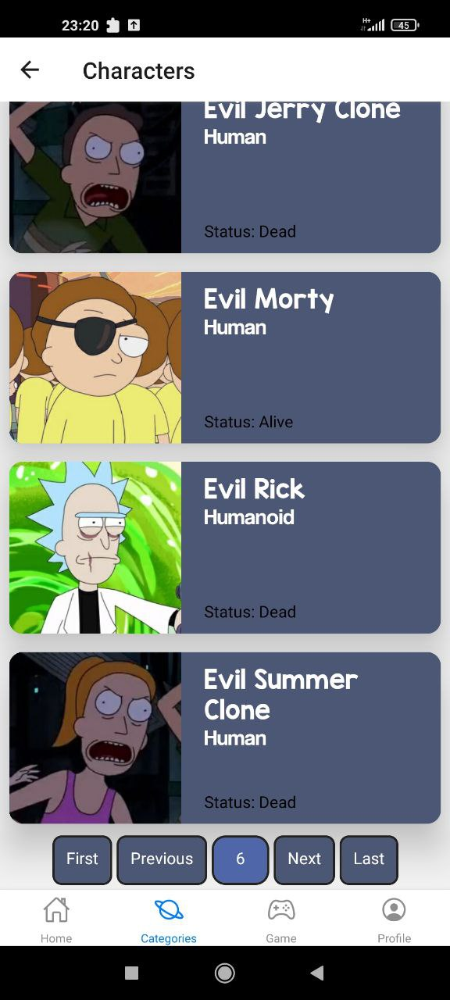 23:20
H+
45
Characters
Evil Jerry Clone
Human
Status: Dead
Evil Morty
Human
Status: Alive
Evil Rick
Humanoid
Status: Dead
Evil Summer
Clone
Human
Status: Dead
First Previous 6 Next Last
Home Categories Game Profile